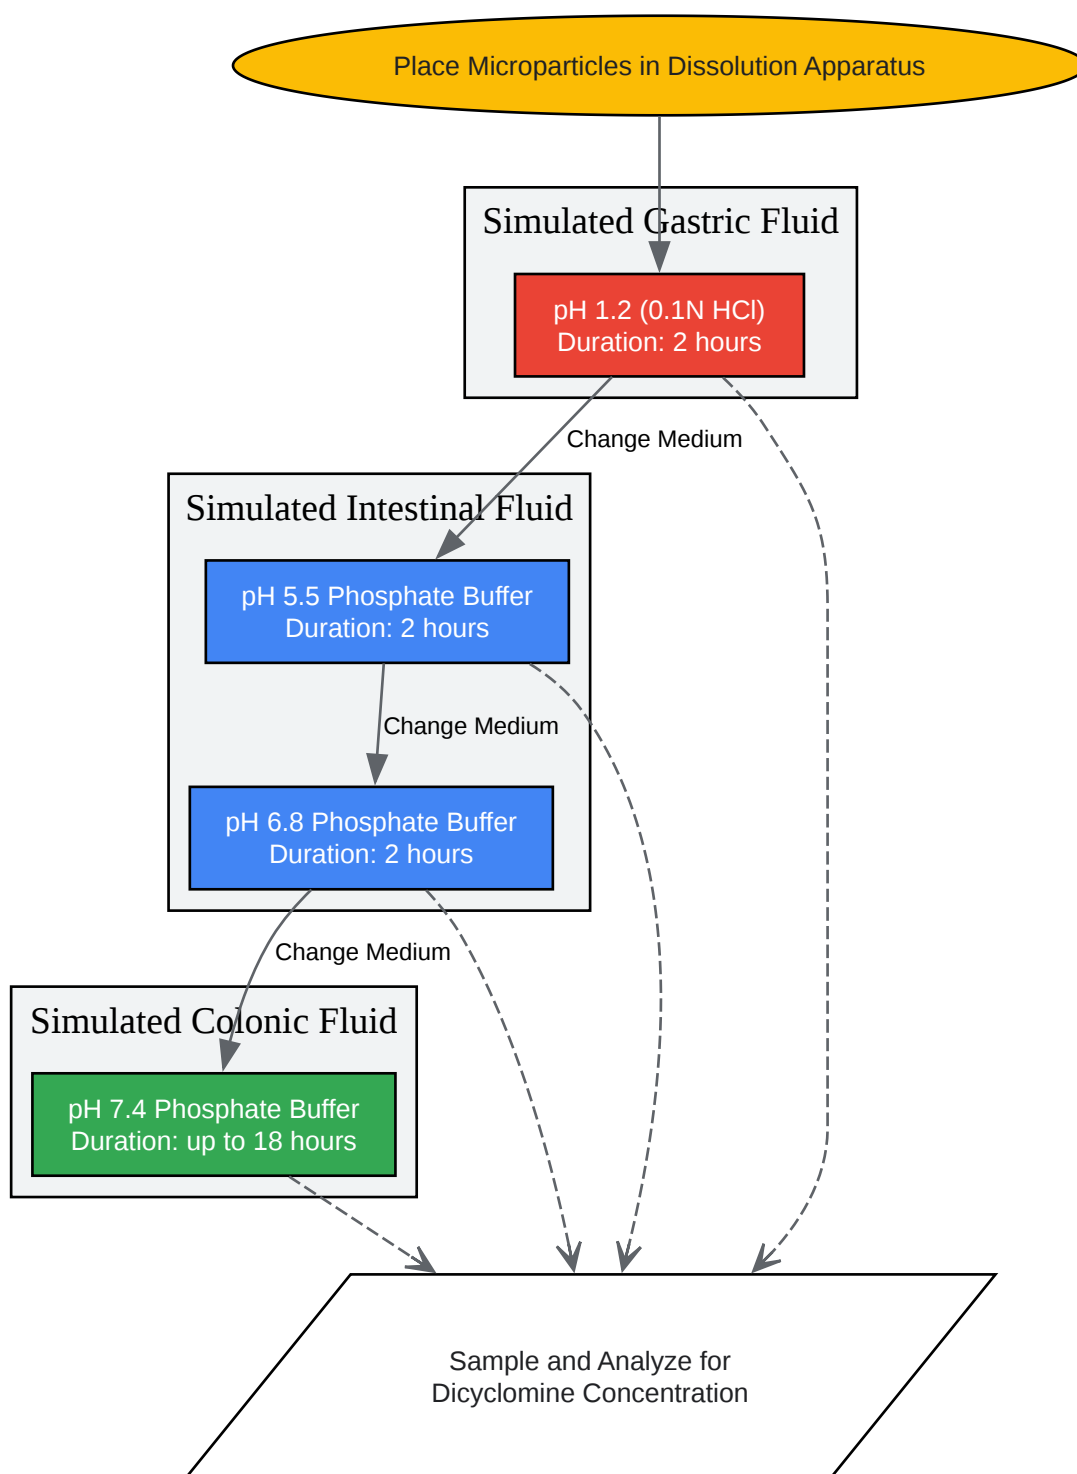 Place Microparticles in Dissolution Apparatus
Simulated Gastric Fluid
pH 1.2 (0.1N HCl)
Duration: 2 hours
Change Medium
Simulated Intestinal Fluid
pH 5.5 Phosphate Buffer
Duration: 2 hours
Change Medium
pH 6.8 Phosphate Buffer
Duration: 2 hours
Change Medium
Simulated Colonic Fluid
pH 7.4 Phosphate Buffer
Duration: up to 18 hours
Sample and Analyze for
Dicyclomine Concentration